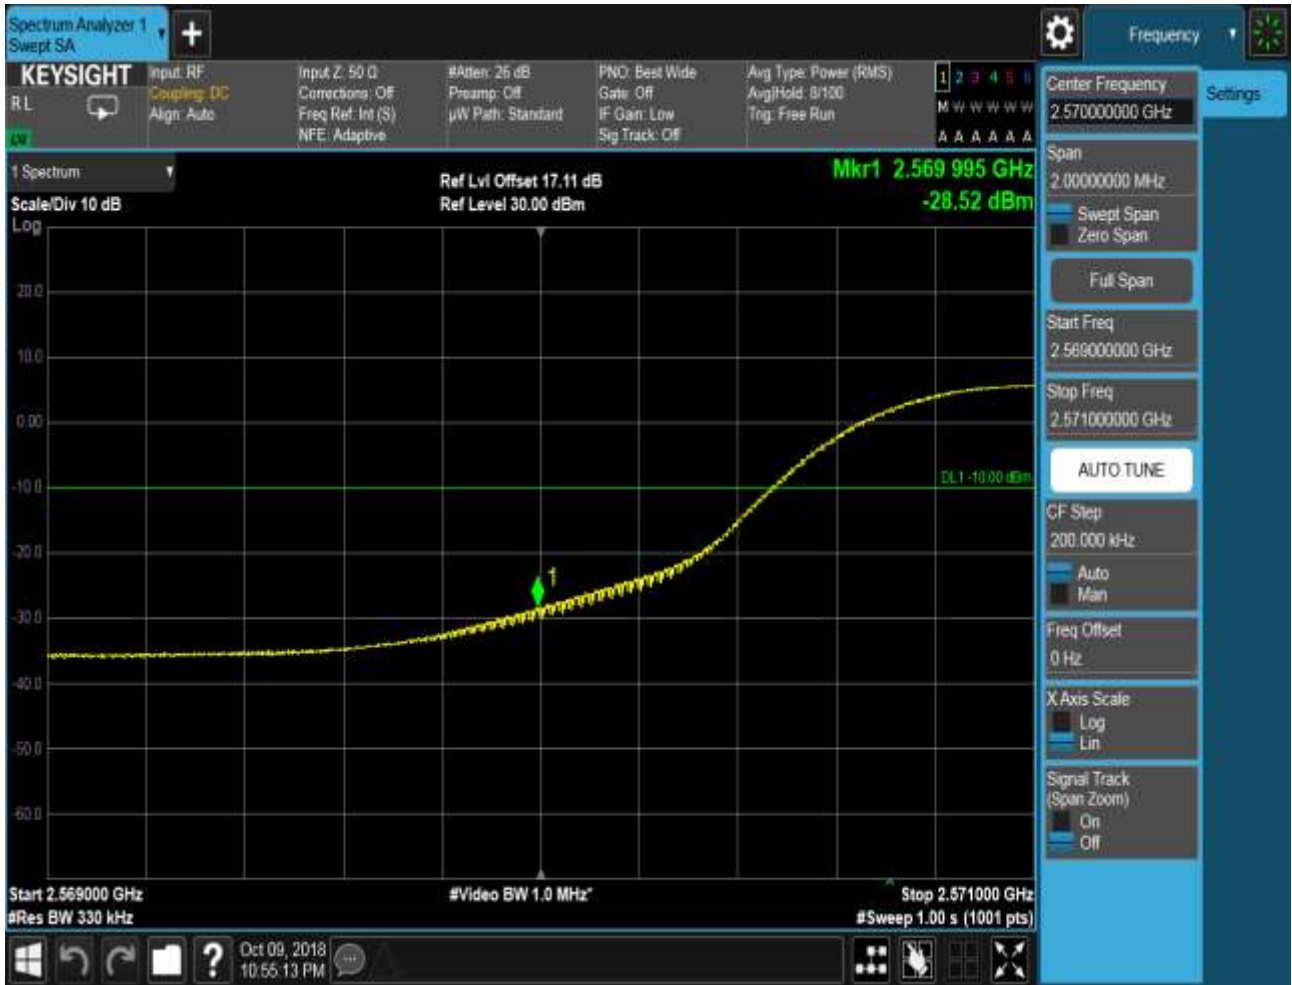 Spectrum Analyzer 1
Swept SA
Frequency
KEYSIGHT
R L
Input: RF
Coupling: DC
Align: Auto
Input Z: 50 Ω
Corrections: Off
Freq Ref: Int (S)
NFE: Adaptive
#Atten: 26 dB
Preamp: Off
µW Path: Standard
PNO: Best Wide
Gate: Off
IF Gain: Low
Sig Track: Off
Avg Type: Power (RMS)
Avg|Hold: 8/100
Trig: Free Run
1 2 3 4 5 6
M W W W W W
A A A A A A
1 Spectrum
Scale/Div 10 dB
Log
Ref Lvl Offset 17.11 dB
Ref Level 30.00 dBm
Mkr1 2.569 995 GHz
-28.52 dBm
20.0
10.0
0.00
-10.0
-20.0
-30.0
-40.0
-50.0
-60.0
DL1 -10.00 dBm
1
Start 2.569000 GHz
#Res BW 330 kHz
#Video BW 1.0 MHz*
Stop 2.571000 GHz
#Sweep 1.00 s (1001 pts)
Center Frequency
2.570000000 GHz
Settings
Span
2.00000000 MHz
Swept Span
Zero Span
Full Span
Start Freq
2.569000000 GHz
Stop Freq
2.571000000 GHz
AUTO TUNE
CF Step
200.000 kHz
Auto
Man
Freq Offset
0 Hz
X Axis Scale
Log
Lin
Signal Track
(Span Zoom)
On
Off
?
Oct 09, 2018
10:55:13 PM